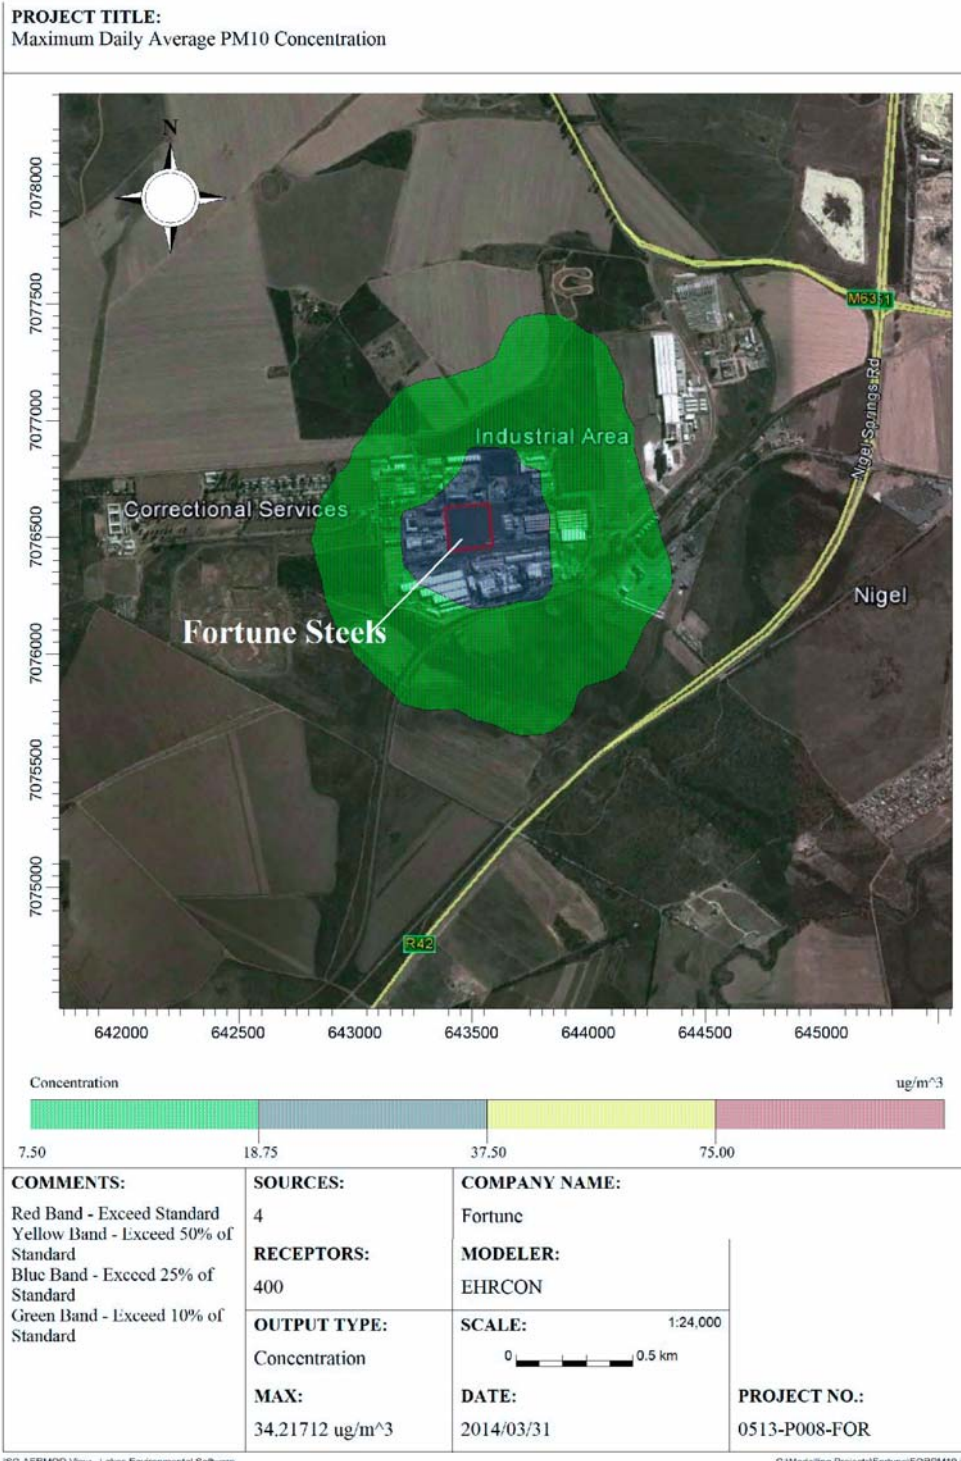 PROJECT TITLE:
Maximum Daily Average PM10 Concentration
N
7078000
7077500
7077000
7076500
7076000
7075500
7075000
M63 1
Nigel Springs Rd
Industrial Area
Correctional Services
Nigel
Fortune Steels
R42
642000 642500 643000 643500 644000 644500 645000
Concentration ug/m^3
7.50 18.75 37.50 75.00
COMMENTS:
Red Band - Exceed Standard
Yellow Band - Exceed 50% of
Standard
Blue Band - Exceed 25% of
Standard
Green Band - Exceed 10% of
Standard
SOURCES:
4
RECEPTORS:
400
OUTPUT TYPE:
Concentration
MAX:
34.21712 ug/m^3
COMPANY NAME:
Fortune
MODELER:
EHRCON
SCALE: 1:24,000
0 0.5 km
DATE:
2014/03/31
PROJECT NO.:
0513-P008-FOR